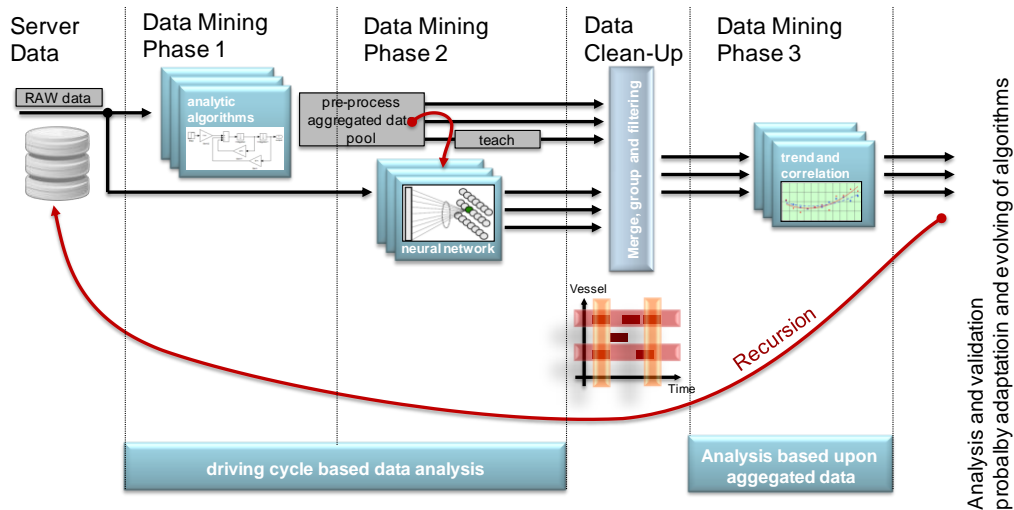 Server
Data
Data Mining
Phase 1
Data Mining
Phase 2
Data
Clean-Up
Data Mining
Phase 3
RAW data
analytic
algorithms
pre-process
aggregated data
pool
teach
neural network
Merge, group and filtering
trend and
correlation
Vessel
Time
Recursion
driving cycle based data analysis
Analysis based upon
aggegated data
Analysis and validation
probalby adaptatioin and evolving of algorithms